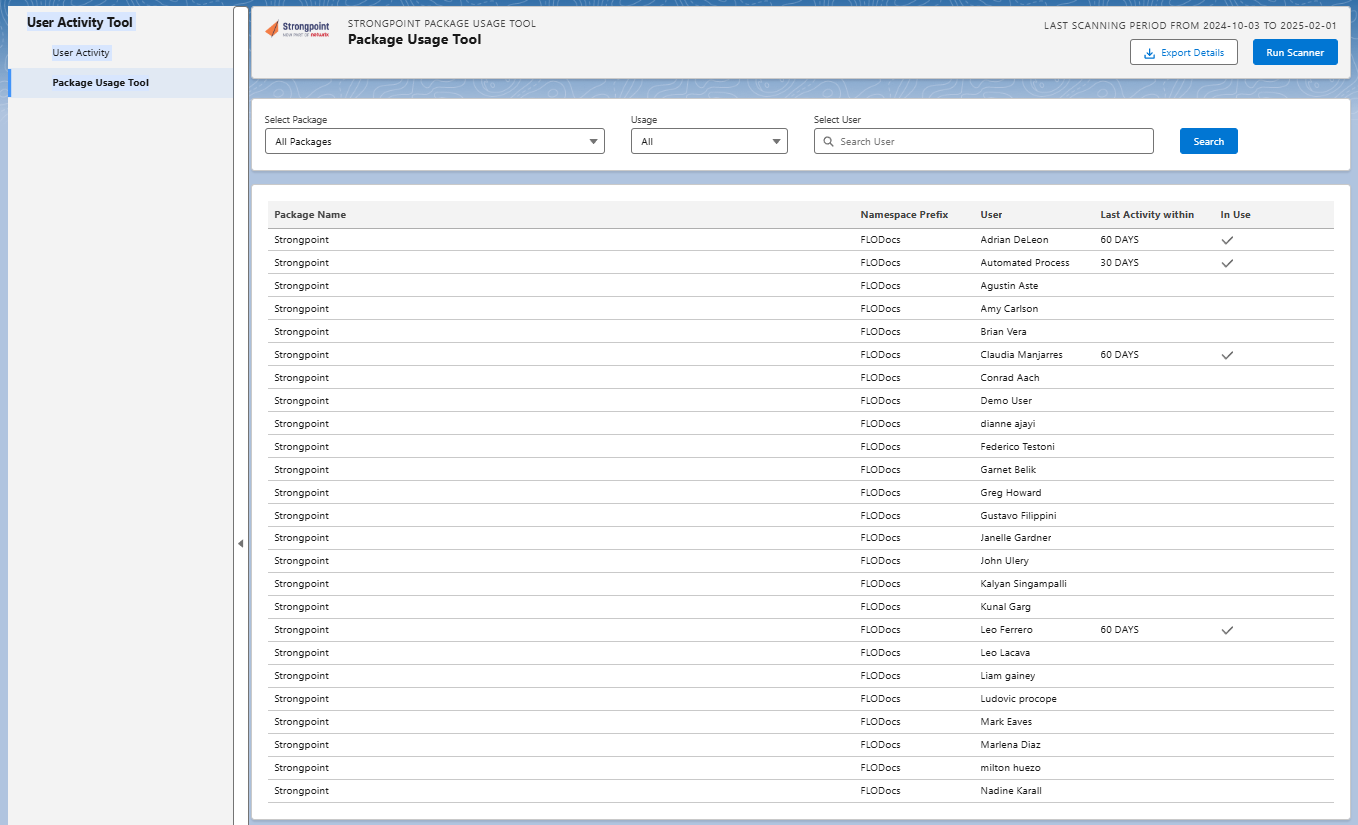 User Activity Tool
User Activity
Package Usage Tool
Strongpoint
NOW PART OF netwrix
STRONGPOINT PACKAGE USAGE TOOL
Package Usage Tool
LAST SCANNING PERIOD FROM 2024-10-03 TO 2025-02-01
Export Details
Run Scanner
Select Package
Usage
Select User
All Packages
All
Search User
Search
Package Name Namespace Prefix User Last Activity within In Use
Strongpoint FLODocs Adrian DeLeon 60 DAYS
Strongpoint FLODocs Automated Process 30 DAYS
Strongpoint FLODocs Agustin Aste
Strongpoint FLODocs Amy Carlson
Strongpoint FLODocs Brian Vera
Strongpoint FLODocs Claudia Manjarres 60 DAYS
Strongpoint FLODocs Conrad Aach
Strongpoint FLODocs Demo User
Strongpoint FLODocs dianne ajayi
Strongpoint FLODocs Federico Testoni
Strongpoint FLODocs Garnet Belik
Strongpoint FLODocs Greg Howard
Strongpoint FLODocs Gustavo Filippini
Strongpoint FLODocs Janelle Gardner
Strongpoint FLODocs John Ulery
Strongpoint FLODocs Kalyan Singampalli
Strongpoint FLODocs Kunal Garg
Strongpoint FLODocs Leo Ferrero 60 DAYS
Strongpoint FLODocs Leo Lacava
Strongpoint FLODocs Liam gainey
Strongpoint FLODocs Ludovic procope
Strongpoint FLODocs Mark Eaves
Strongpoint FLODocs Marlena Diaz
Strongpoint FLODocs milton huezo
Strongpoint FLODocs Nadine Karall